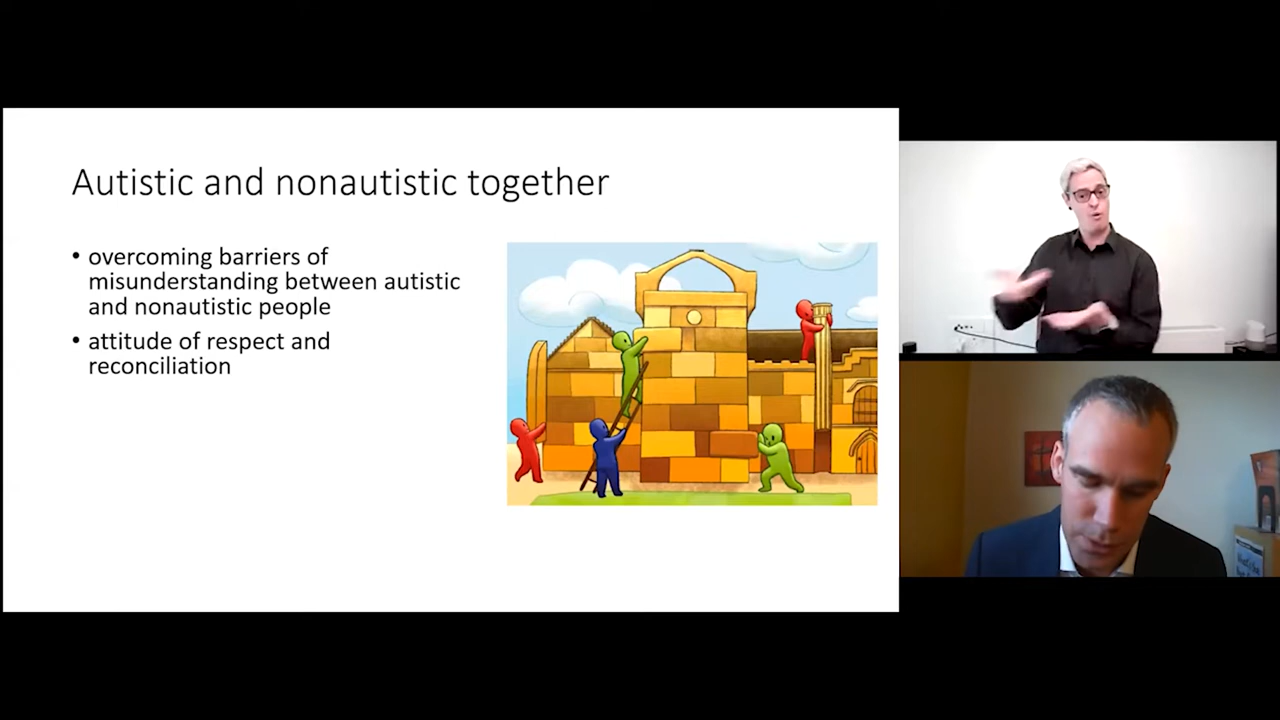 Autistic and nonautistic together
• overcoming barriers of
misunderstanding between autistic
and nonautistic people
• attitude of respect and
reconciliation